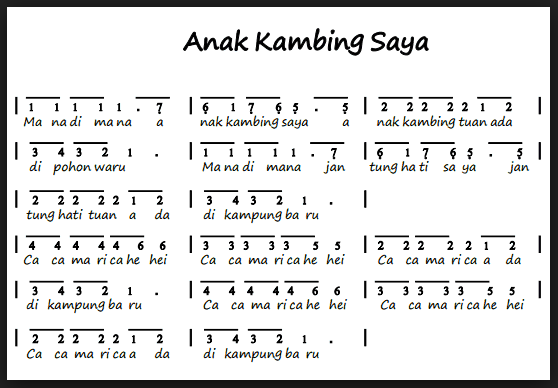 Anak Kambing Saya
| 1 1 1 1 1 . 7̣ | 6̣ 1 7̣ 6̣ 5̣ . 5̣ | 2 2 2 2 2 1 2 |
Ma na di ma na a nak kambing saya a nak kambing tuan ada
| 3 4 3 2 1 . | 1 1 1 1 1 . 7̣ | 6̣ 1 7̣ 6̣ 5̣ . 5̣ |
di pohon waru Ma na di mana jan tung ha ti sa ya jan
| 2 2 2 2 2 1 2 | 3 4 3 2 1 . |
tung hati tuan a da di kampung ba ru
| 4 4 4 4 4 6 6 | 3 3 3 3 3 5 5 | 2 2 2 2 2 1 2 |
Ca ca ma ri ca he hei Ca ca ma ri ca he hei Ca ca ma ri ca a da
| 3 4 3 2 1 . | 4 4 4 4 4 6 6 | 3 3 3 3 3 5 5 |
di kampung ba ru Ca ca ma ri ca he hei Ca ca ma ri ca he hei
| 2 2 2 2 2 1 2 | 3 4 3 2 1 . |
Ca ca ma ri ca a da di kampung ba ru